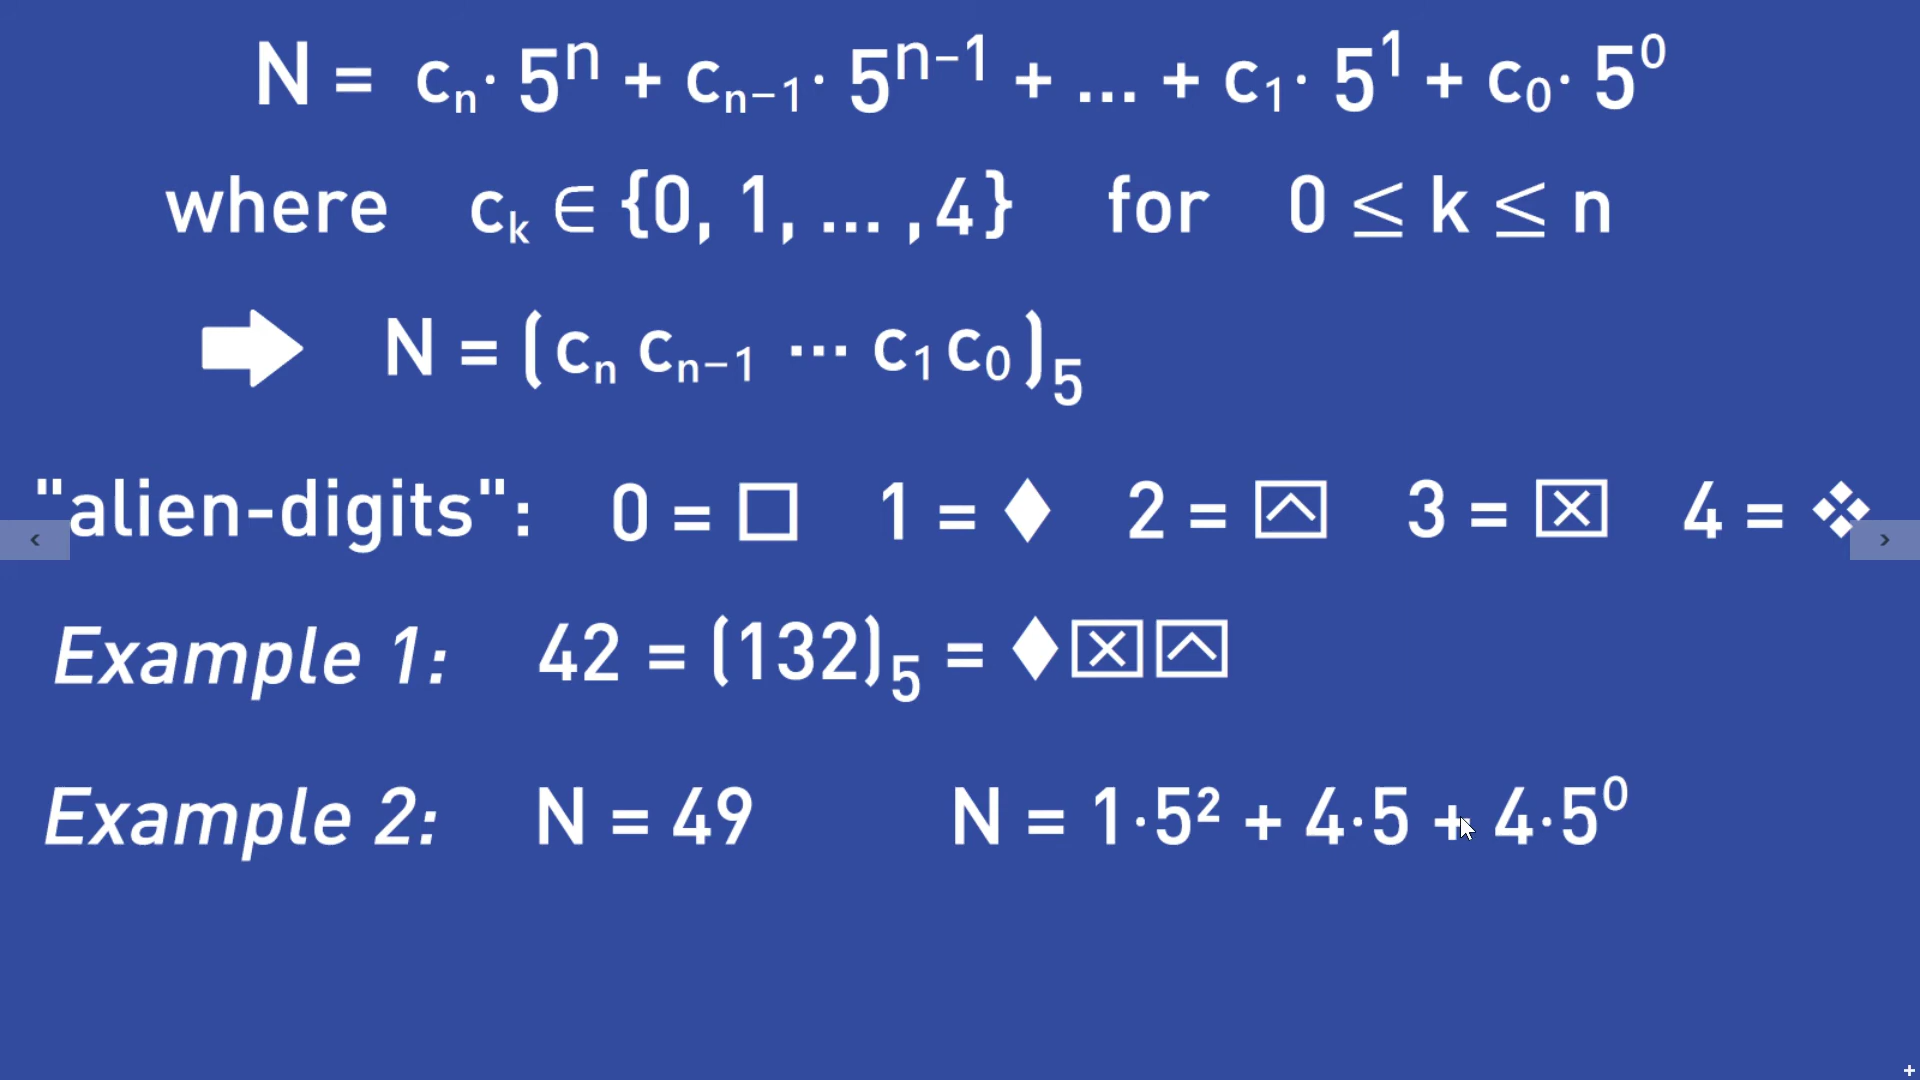 N = cₙ · 5ⁿ + cₙ₋₁ · 5ⁿ⁻¹ + ... + c₁ · 5¹ + c₀ · 5⁰
where cₖ ∈ {0, 1, ... ,4} for 0 ≤ k ≤ n
➡ N = (cₙ cₙ₋₁ ⋯ c₁ c₀)₅
"alien-digits": 0 = □ 1 = ♦ 2 = ⍓ 3 = ⌧ 4 = ❖
Example 1: 42 = (132)₅ = ♦⌧⍓
Example 2: N = 49 N = 1·5² + 4·5 + 4·5⁰